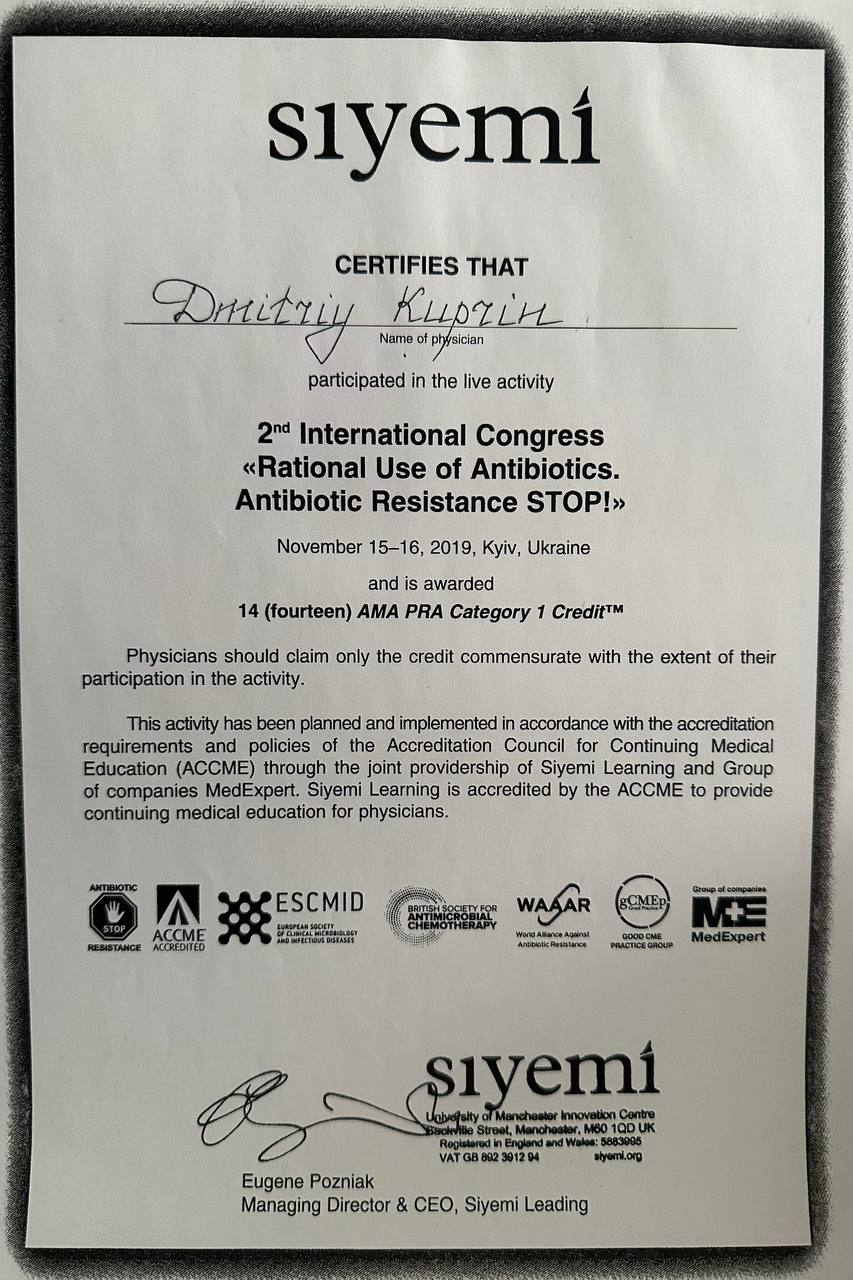 sıyemí
CERTIFIES THAT
Dmitriy Kuprin
Name of physician
participated in the live activity
2nd International Congress
«Rational Use of Antibiotics.
Antibiotic Resistance STOP!»
November 15–16, 2019, Kyiv, Ukraine
and is awarded
14 (fourteen) AMA PRA Category 1 Credit™
Physicians should claim only the credit commensurate with the extent of their
participation in the activity.
This activity has been planned and implemented in accordance with the accreditation
requirements and policies of the Accreditation Council for Continuing Medical
Education (ACCME) through the joint providership of Siyemi Learning and Group
of companies MedExpert. Siyemi Learning is accredited by the ACCME to provide
continuing medical education for physicians.
ANTIBIOTIC
STOP
RESISTANCE
ACCME
ACCREDITED
ESCMID
EUROPEAN SOCIETY
OF CLINICAL MICROBIOLOGY
AND INFECTIOUS DISEASES
BRITISH SOCIETY FOR
ANTIMICROBIAL
CHEMOTHERAPY
WAAAR
World Alliance Against
Antibiotic Resistance
gCMEp
Good Practice
GOOD CME
PRACTICE GROUP
Group of companies
ME
MedExpert
sıyemí
University of Manchester Innovation Centre
Sackville Street, Manchester, M60 1QD UK
Registered in England and Wales: 5883995
VAT GB 892 3912 94 siyemi.org
Eugene Pozniak
Managing Director & CEO, Siyemi Leading